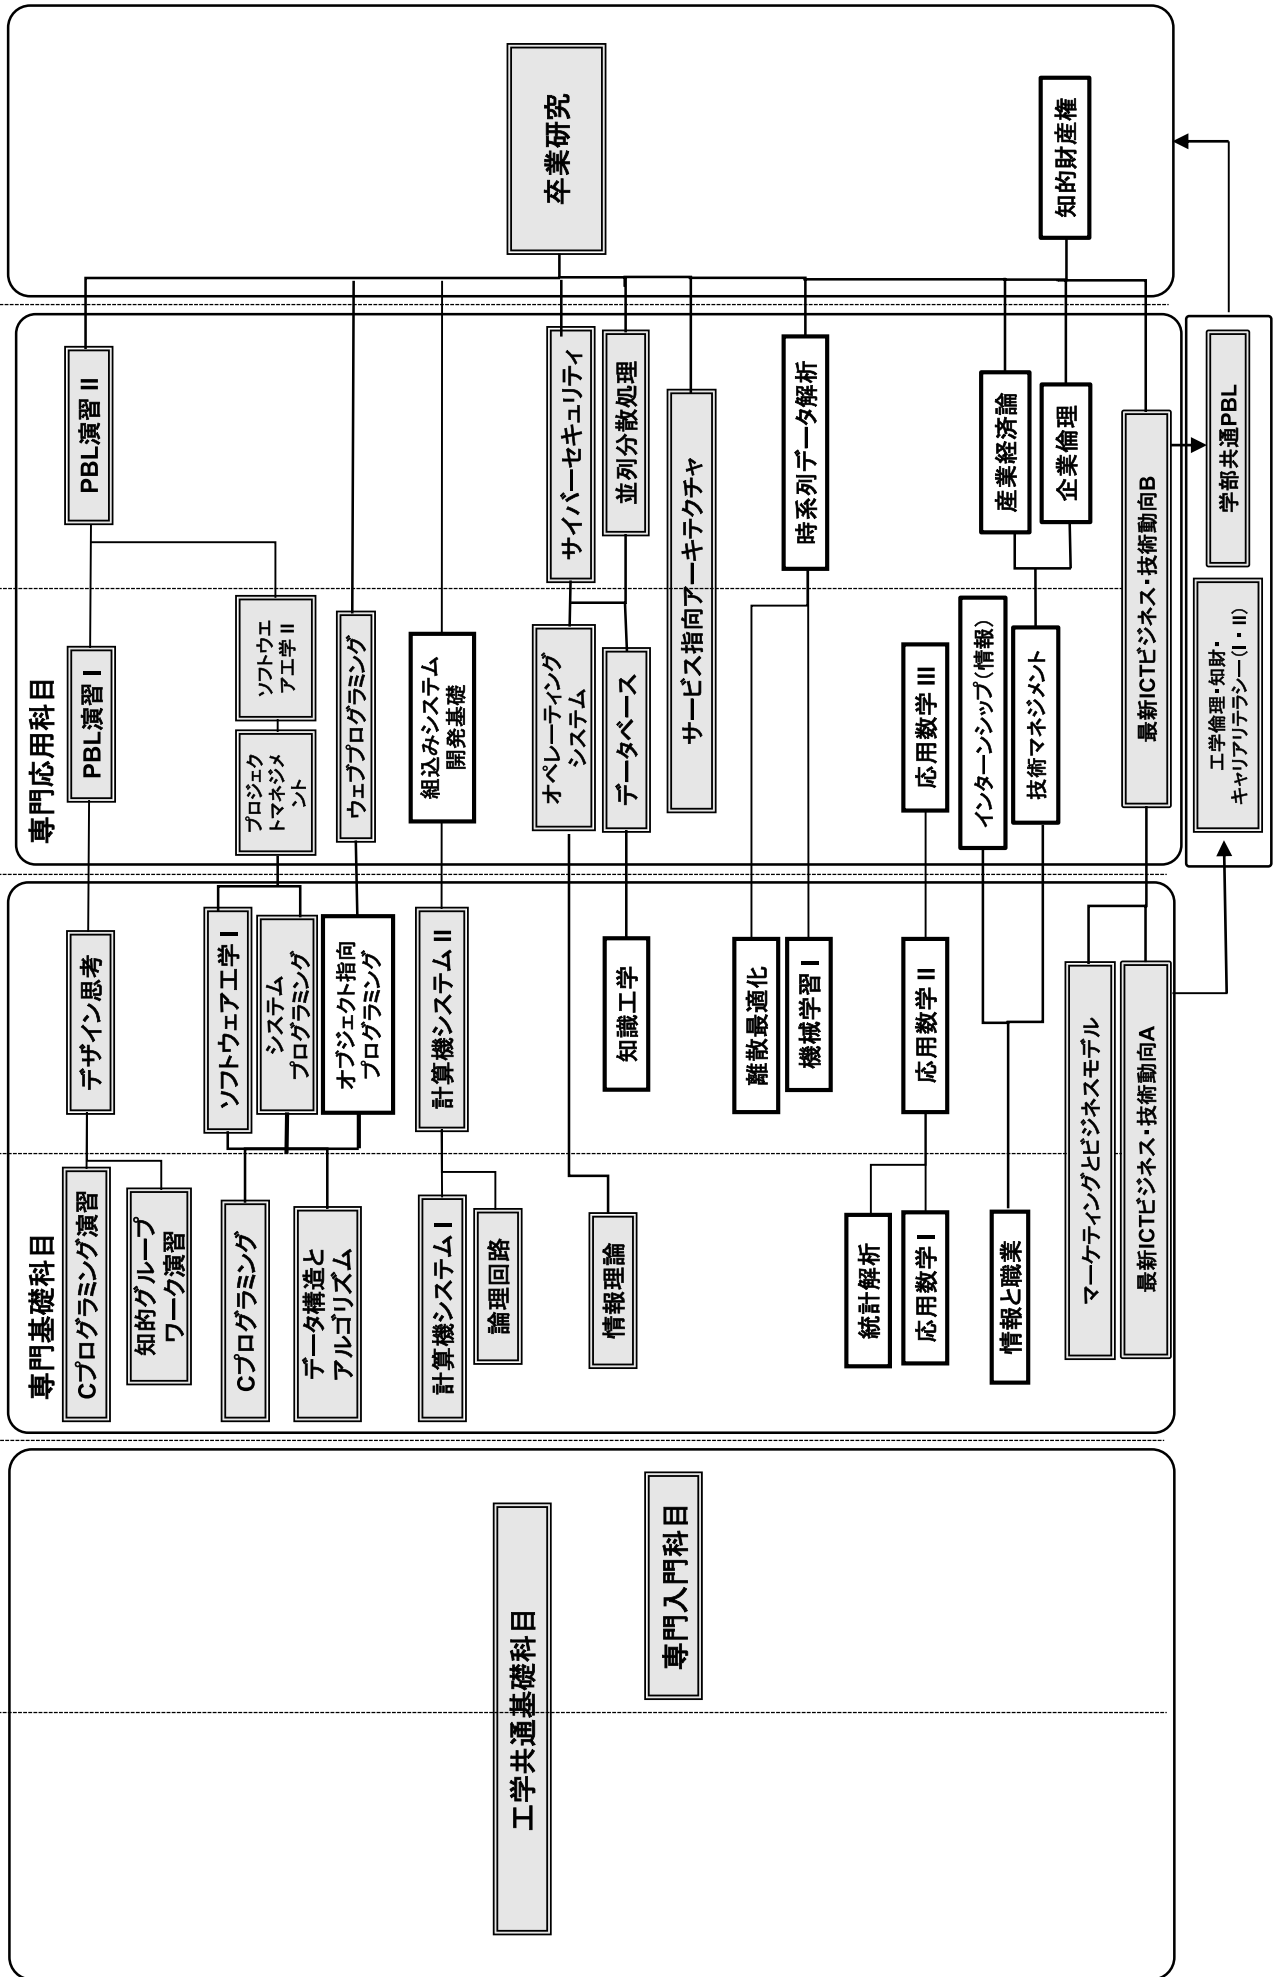 工学共通基礎科目
専門入門科目
専門基礎科目
Cプログラミング演習
知的グループ
ワーク演習
Cプログラミング
データ構造と
アルゴリズム
計算機システム I
論理回路
情報理論
統計解析
応用数学 I
情報と職業
マーケティングとビジネスモデル
最新ICTビジネス・技術動向A
デザイン思考
ソフトウェア工学 I
システム
プログラミング
オブジェクト指向
プログラミング
計算機システム II
知識工学
離散最適化
機械学習 I
応用数学 II
専門応用科目
PBL演習 I
プロジェク
トマネジメ
ント
ソフトウエ
ア工学 II
ウェブプログラミング
組込みシステム
開発基礎
オペレーティング
システム
データベース
サービス指向アーキテクチャ
応用数学 III
インターンシップ(情報)
技術マネジメント
最新ICTビジネス・技術動向B
工学倫理・知財・
キャリアリテラシー(I・II)
PBL演習 II
サイバーセキュリティ
並列分散処理
時系列データ解析
産業経済論
企業倫理
学部共通PBL
卒業研究
知的財産権